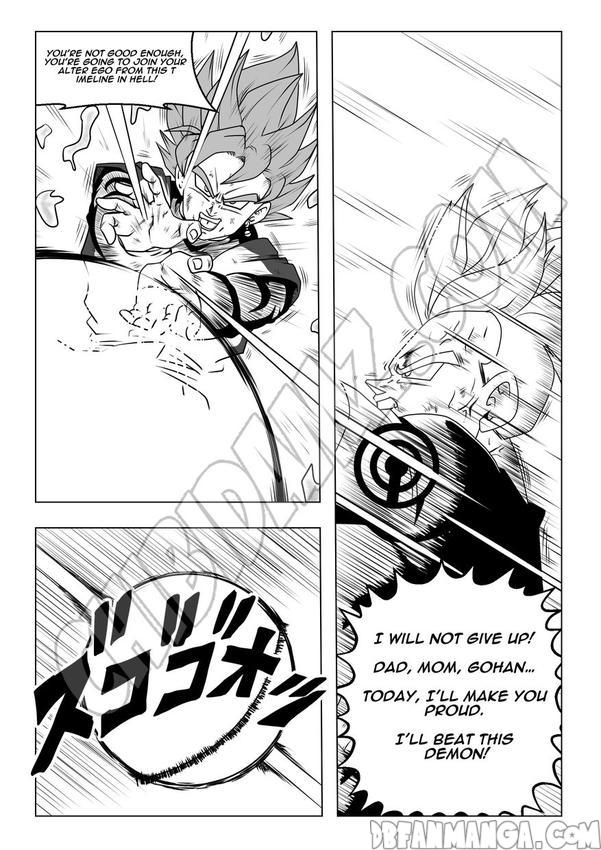 YOU'RE NOT GOOD ENOUGH,
YOU'RE GOING TO JOIN YOUR
ALTER EGO FROM THIS T
IMELINE IN HELL!
I WILL NOT GIVE UP!
DAD, MOM, GOHAN...
TODAY, I'LL MAKE YOU
PROUD.
I'LL BEAT THIS
DEMON!
ズゴゴゴオ
DBFANMANGA.COM